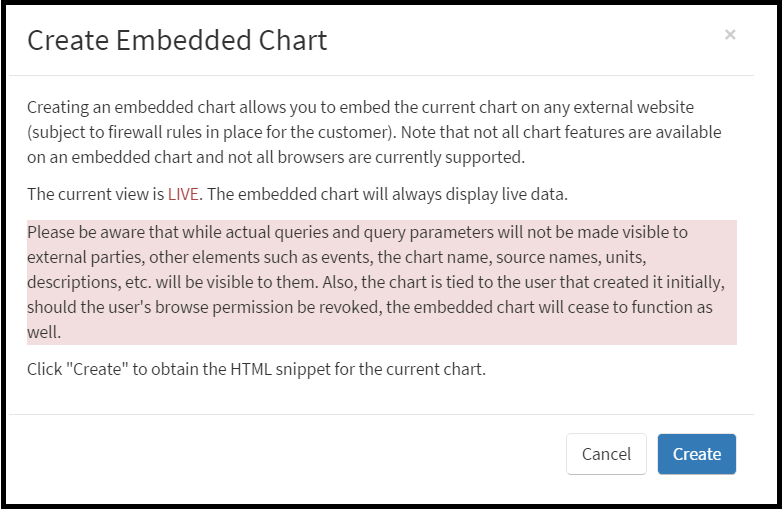 Create Embedded Chart
×
Creating an embedded chart allows you to embed the current chart on any external website
(subject to firewall rules in place for the customer). Note that not all chart features are available
on an embedded chart and not all browsers are currently supported.
The current view is LIVE. The embedded chart will always display live data.
Please be aware that while actual queries and query parameters will not be made visible to
external parties, other elements such as events, the chart name, source names, units,
descriptions, etc. will be visible to them. Also, the chart is tied to the user that created it initially,
should the user's browse permission be revoked, the embedded chart will cease to function as
well.
Click "Create" to obtain the HTML snippet for the current chart.
Cancel
Create